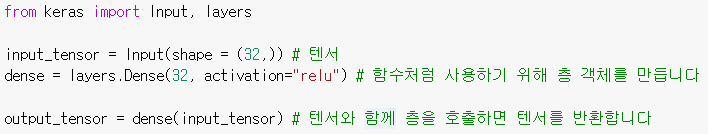 from keras import Input, layers
input_tensor = Input(shape = (32,)) # 텐서
dense = layers.Dense(32, activation="relu") # 함수처럼 사용하기 위해 층 객체를 만듭니다
output_tensor = dense(input_tensor) # 텐서와 함께 층을 호출하면 텐서를 반환합니다